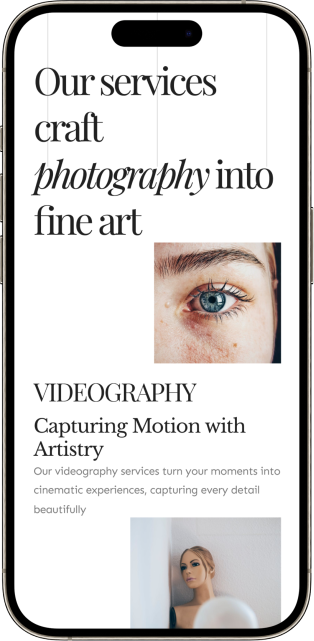 Our services
craft
photography into
fine art
VIDEOGRAPHY
Capturing Motion with
Artistry
Our videography services turn your moments into
cinematic experiences, capturing every detail
beautifully